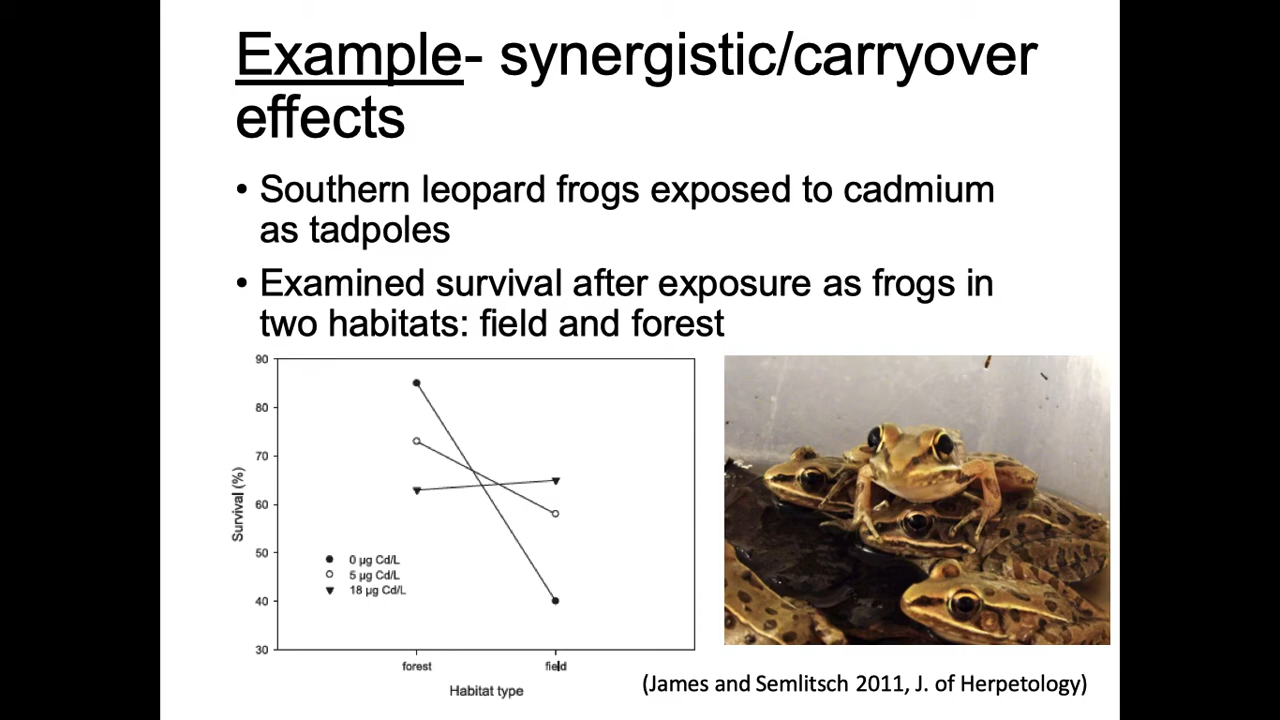 Example- synergistic/carryover
effects
• Southern leopard frogs exposed to cadmium
as tadpoles
• Examined survival after exposure as frogs in
two habitats: field and forest
90
80
70
60
50
40
30
Survival (%)
0 µg Cd/L
5 µg Cd/L
18 µg Cd/L
forest
field
Habitat type
(James and Semlitsch 2011, J. of Herpetology)